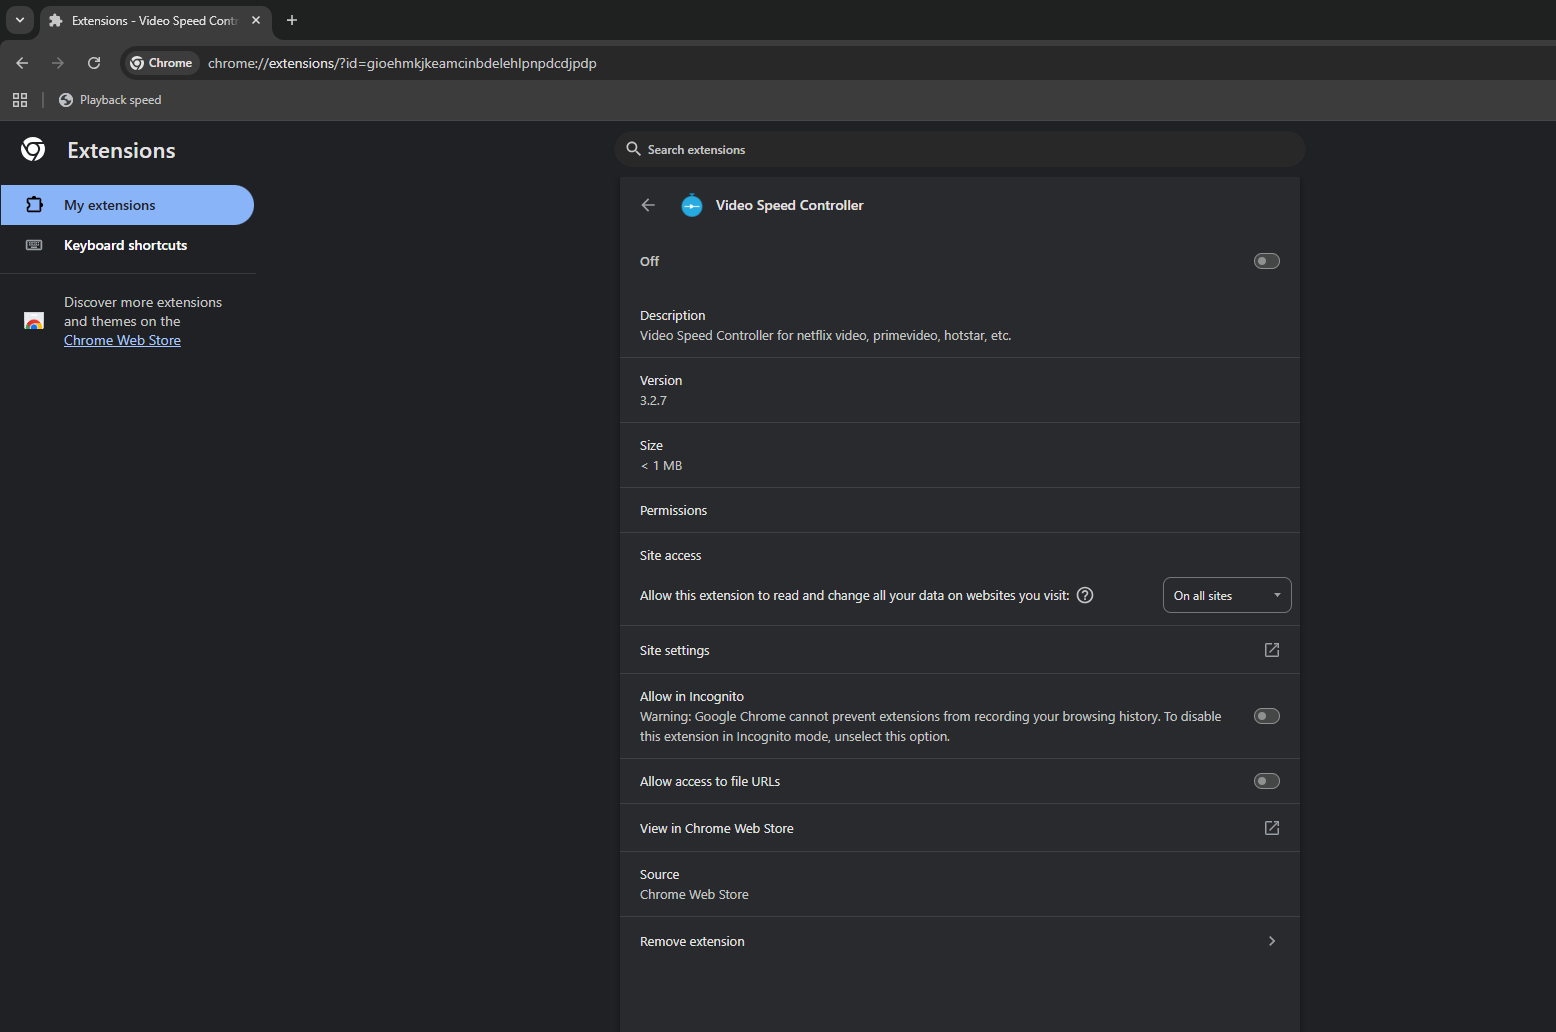 Extensions - Video Speed Contr
Chrome
chrome://extensions/?id=gioehmkjkeamcinbdelehlpnpdcdjpdp
Playback speed
Extensions
Search extensions
My extensions
Keyboard shortcuts
Discover more extensions
and themes on the
Chrome Web Store
Video Speed Controller
Off
Description
Video Speed Controller for netflix video, primevideo, hotstar, etc.
Version
3.2.7
Size
< 1 MB
Permissions
Site access
Allow this extension to read and change all your data on websites you visit:
On all sites
Site settings
Allow in Incognito
Warning: Google Chrome cannot prevent extensions from recording your browsing history. To disable
this extension in Incognito mode, unselect this option.
Allow access to file URLs
View in Chrome Web Store
Source
Chrome Web Store
Remove extension